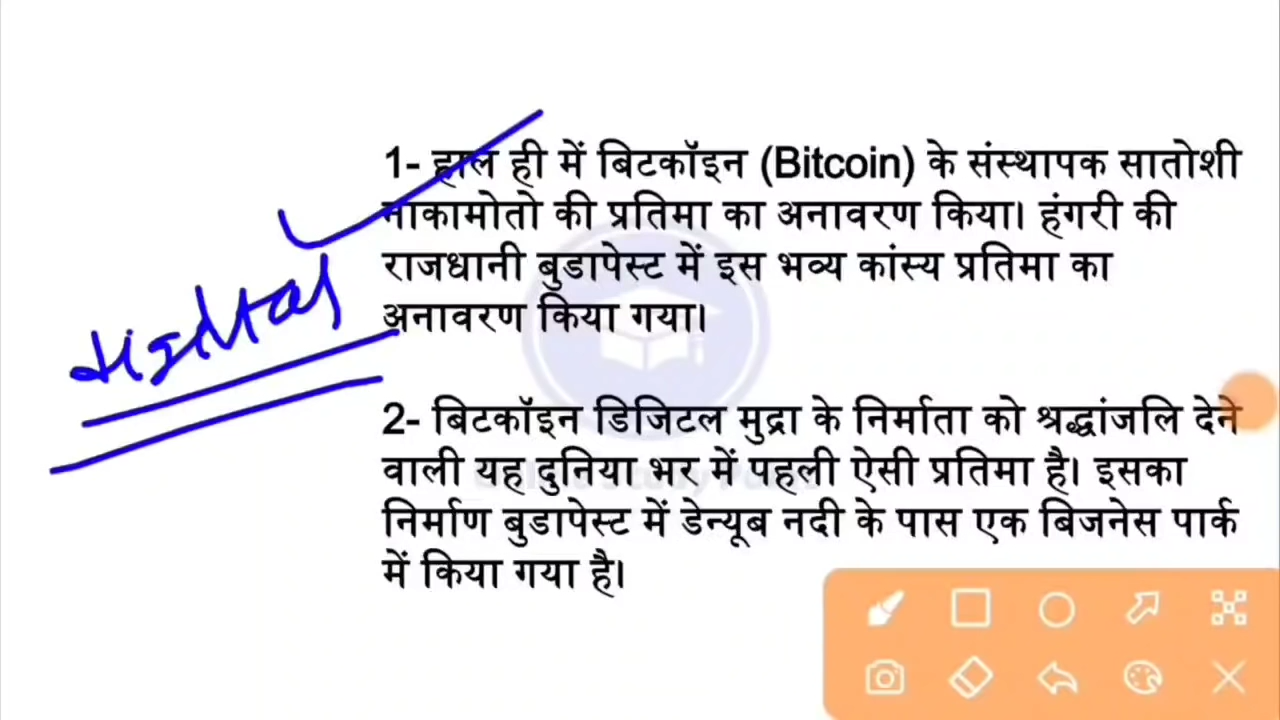 1- हाल ही में बिटकॉइन (Bitcoin) के संस्थापक सातोशी
नाकामोतो की प्रतिमा का अनावरण किया। हंगरी की
राजधानी बुडापेस्ट में इस भव्य कांस्य प्रतिमा का
अनावरण किया गया।
2- बिटकॉइन डिजिटल मुद्रा के निर्माता को श्रद्धांजलि देने
वाली यह दुनिया भर में पहली ऐसी प्रतिमा है। इसका
निर्माण बुडापेस्ट में डेन्यूब नदी के पास एक बिजनेस पार्क
में किया गया है।